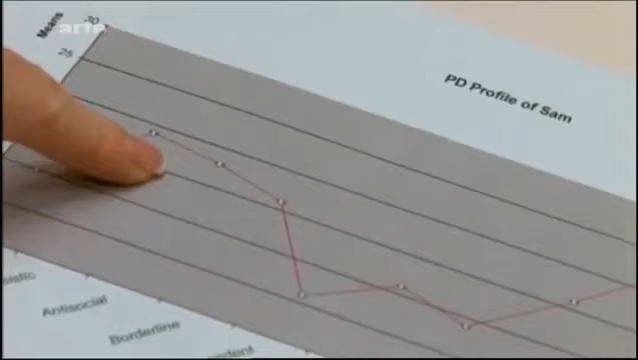 Means
30
arte
25
PD Profile of Sam
Antisocial
Borderline